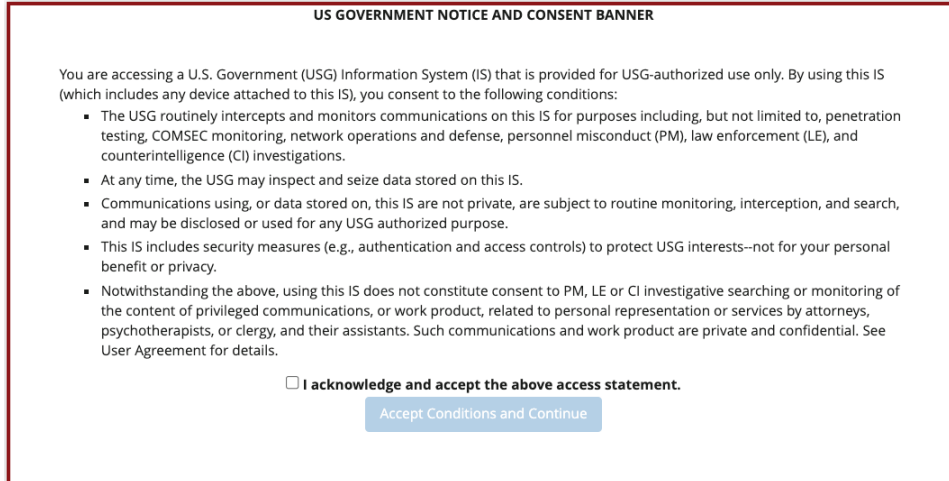 US GOVERNMENT NOTICE AND CONSENT BANNER
You are accessing a U.S. Government (USG) Information System (IS) that is provided for USG-authorized use only. By using this IS
(which includes any device attached to this IS), you consent to the following conditions:
▪ The USG routinely intercepts and monitors communications on this IS for purposes including, but not limited to, penetration
testing, COMSEC monitoring, network operations and defense, personnel misconduct (PM), law enforcement (LE), and
counterintelligence (CI) investigations.
▪ At any time, the USG may inspect and seize data stored on this IS.
▪ Communications using, or data stored on, this IS are not private, are subject to routine monitoring, interception, and search,
and may be disclosed or used for any USG authorized purpose.
▪ This IS includes security measures (e.g., authentication and access controls) to protect USG interests--not for your personal
benefit or privacy.
▪ Notwithstanding the above, using this IS does not constitute consent to PM, LE or CI investigative searching or monitoring of
the content of privileged communications, or work product, related to personal representation or services by attorneys,
psychotherapists, or clergy, and their assistants. Such communications and work product are private and confidential. See
User Agreement for details.
I acknowledge and accept the above access statement.
Accept Conditions and Continue